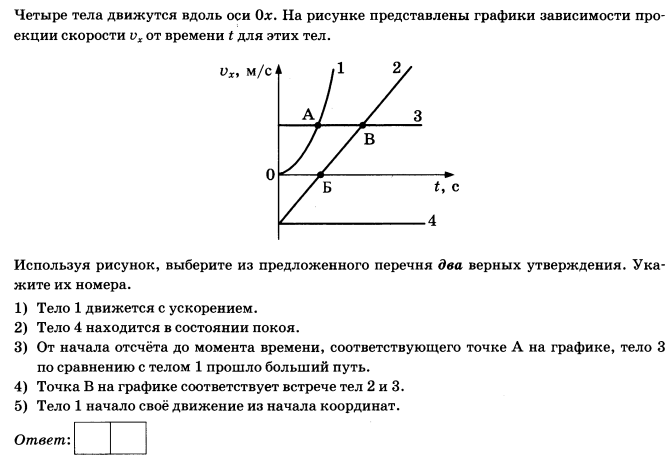 Четыре тела движутся вдоль оси 0x. На рисунке представлены графики зависимости про-
екции скорости vₓ от времени t для этих тел.
vₓ, м/с
1
2
А
3
В
0
Б
t, с
4
Используя рисунок, выберите из предложенного перечня два верных утверждения. Ука-
жите их номера.
1) Тело 1 движется с ускорением.
2) Тело 4 находится в состоянии покоя.
3) От начала отсчёта до момента времени, соответствующего точке А на графике, тело 3
по сравнению с телом 1 прошло больший путь.
4) Точка В на графике соответствует встрече тел 2 и 3.
5) Тело 1 начало своё движение из начала координат.
Ответ: